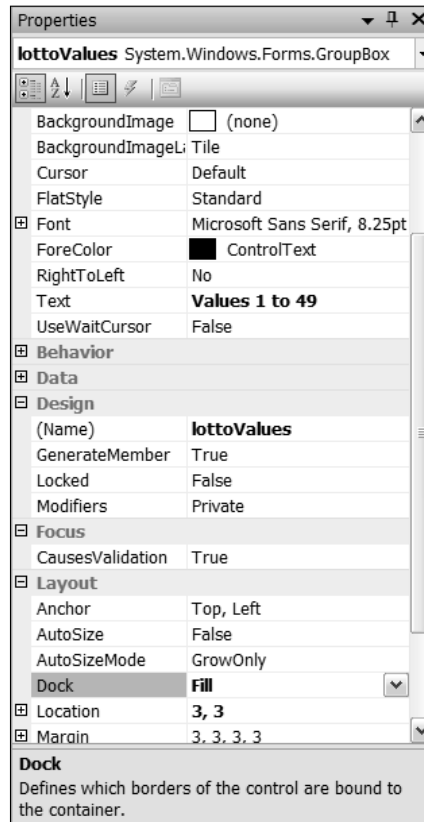 Properties
lottoValues System.Windows.Forms.GroupBox
BackgroundImage (none)
BackgroundImageLa Tile
Cursor Default
FlatStyle Standard
Font Microsoft Sans Serif, 8.25pt
ForeColor ControlText
RightToLeft No
Text Values 1 to 49
UseWaitCursor False
Behavior
Data
Design
(Name) lottoValues
GenerateMember True
Locked False
Modifiers Private
Focus
CausesValidation True
Layout
Anchor Top, Left
AutoSize False
AutoSizeMode GrowOnly
Dock Fill
Location 3, 3
Margin 3, 3, 3, 3
Dock
Defines which borders of the control are bound to
the container.